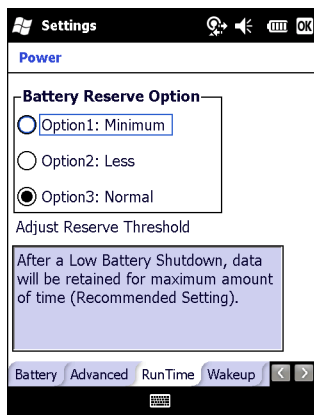 Settings
OK
Power
Battery Reserve Option
Option1: Minimum
Option2: Less
Option3: Normal
Adjust Reserve Threshold
After a Low Battery Shutdown, data
will be retained for maximum amount
of time (Recommended Setting).
Battery Advanced RunTime Wakeup